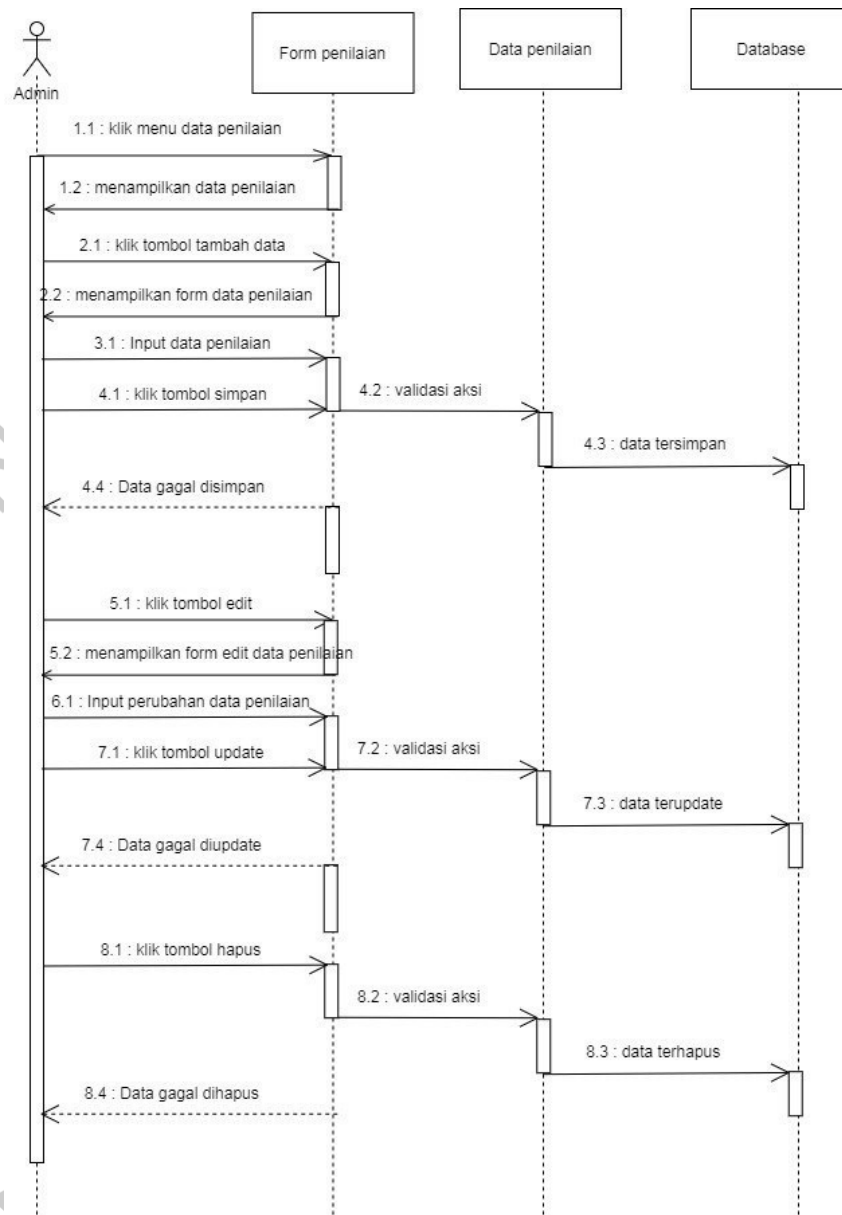 Form penilaian
Data penilaian
Database
Admin
1.1 : klik menu data penilaian
1.2 : menampilkan data penilaian
2.1 : klik tombol tambah data
2.2 : menampilkan form data penilaian
3.1 : Input data penilaian
4.1 : klik tombol simpan
4.2 : validasi aksi
4.3 : data tersimpan
4.4 : Data gagal disimpan
5.1 : klik tombol edit
5.2 : menampilkan form edit data penilaian
6.1 : Input perubahan data penilaian
7.1 : klik tombol update
7.2 : validasi aksi
7.3 : data terupdate
7.4 : Data gagal diupdate
8.1 : klik tombol hapus
8.2 : validasi aksi
8.3 : data terhapus
8.4 : Data gagal dihapus